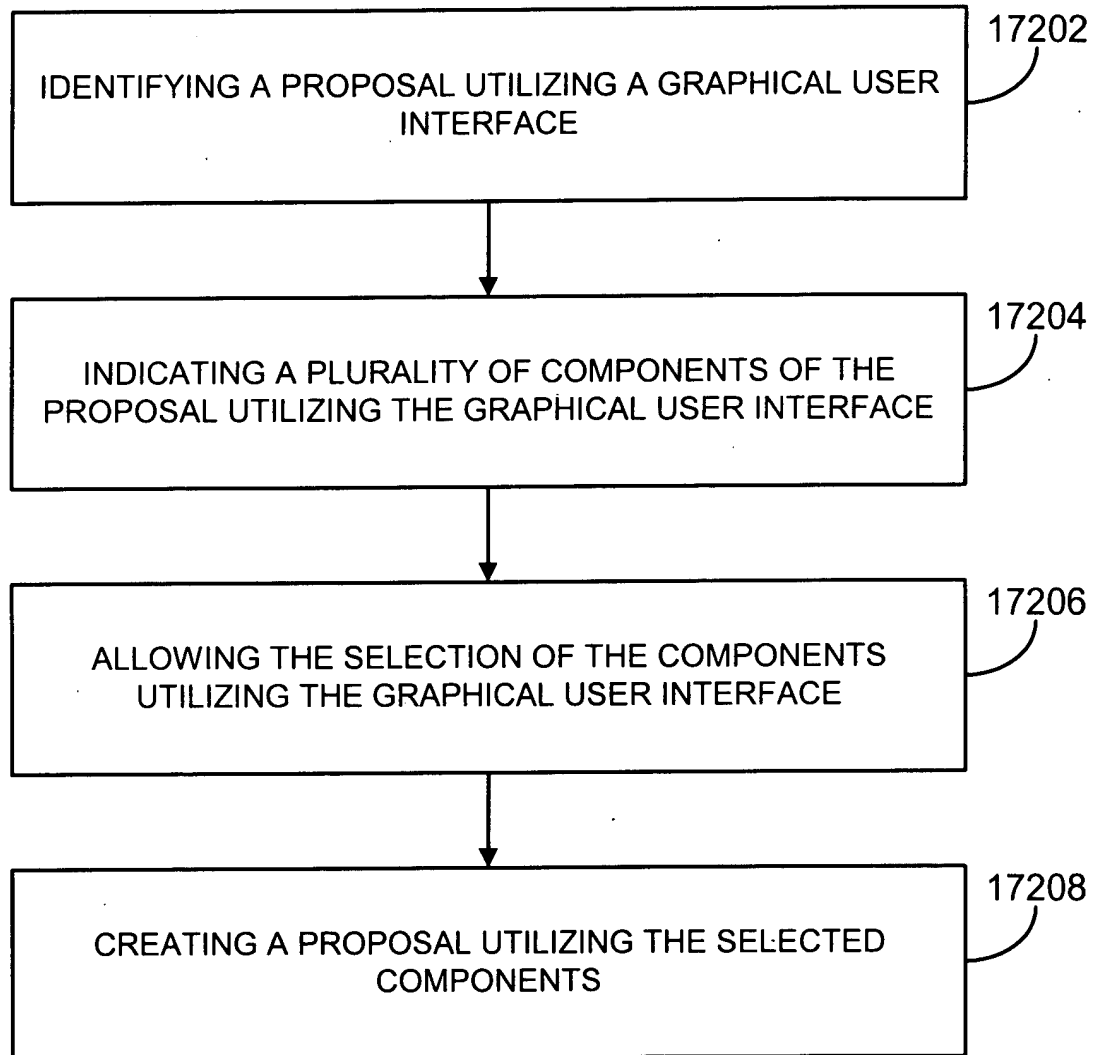 17202
IDENTIFYING A PROPOSAL UTILIZING A GRAPHICAL USER
INTERFACE
17204
INDICATING A PLURALITY OF COMPONENTS OF THE
PROPOSAL UTILIZING THE GRAPHICAL USER INTERFACE
17206
ALLOWING THE SELECTION OF THE COMPONENTS
UTILIZING THE GRAPHICAL USER INTERFACE
17208
CREATING A PROPOSAL UTILIZING THE SELECTED
COMPONENTS